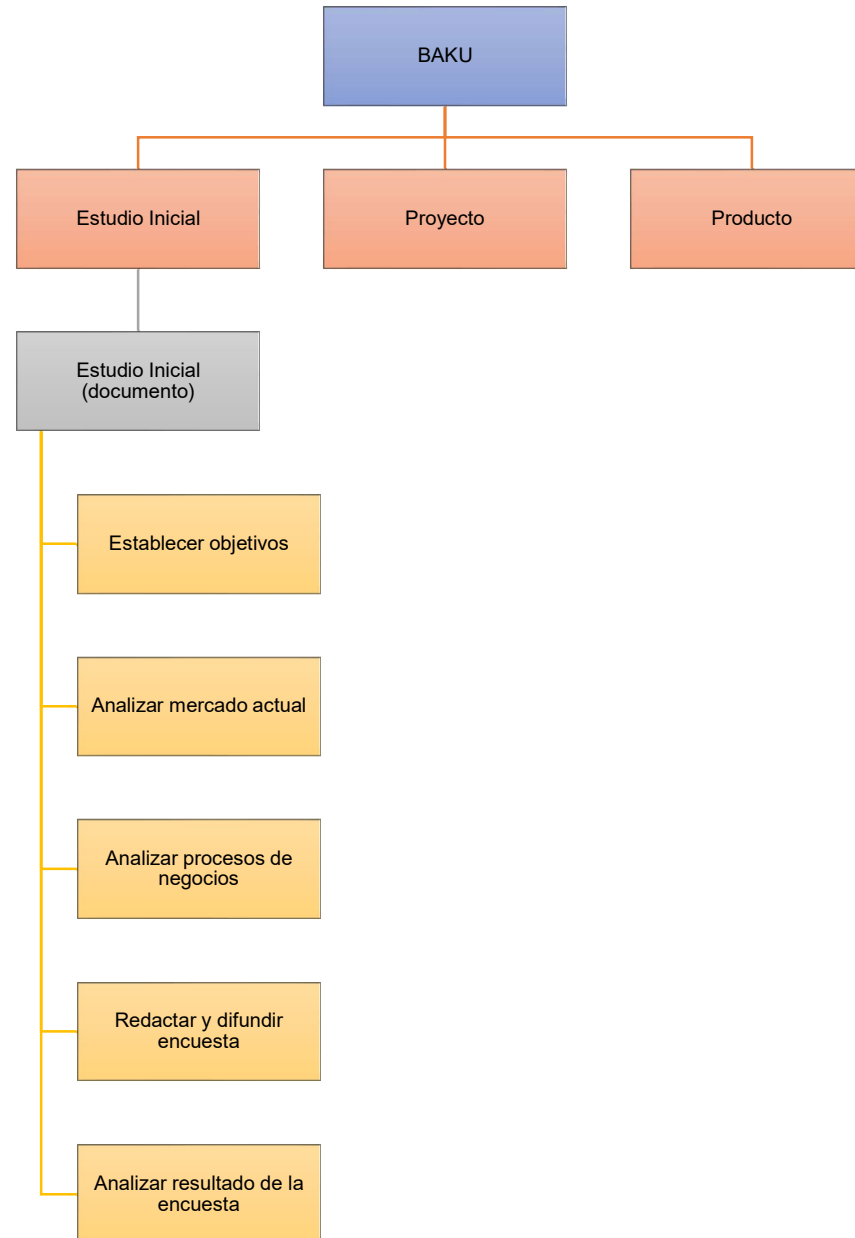 BAKU
Estudio Inicial
Proyecto
Producto
Estudio Inicial
(documento)
Establecer objetivos
Analizar mercado actual
Analizar procesos de
negocios
Redactar y difundir
encuesta
Analizar resultado de la
encuesta